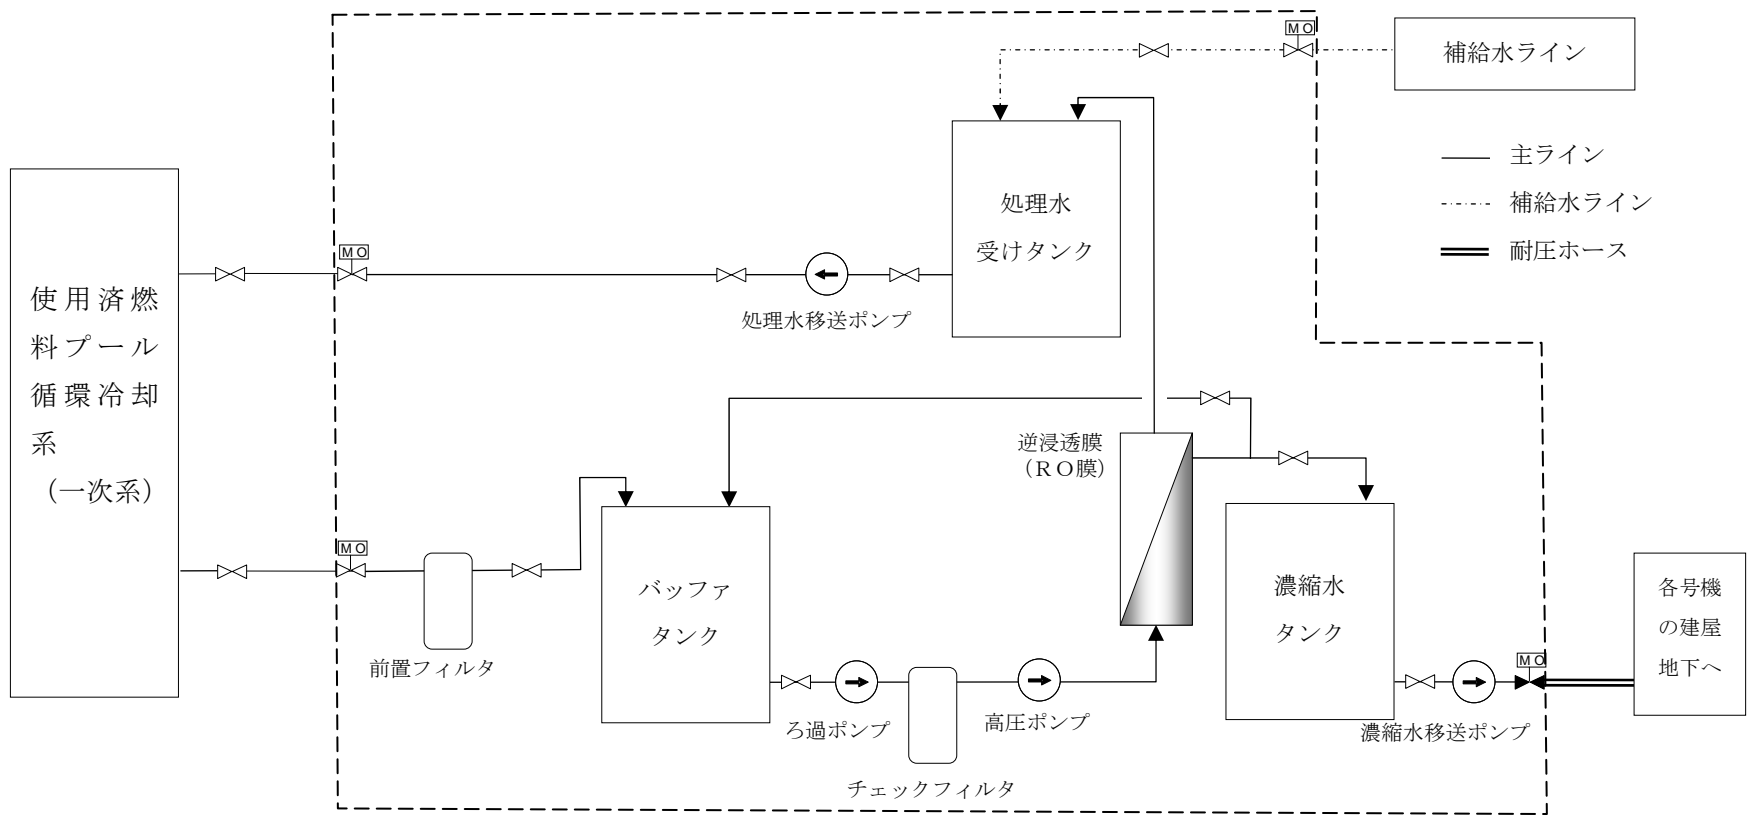 MO
補給水ライン
主ライン
補給水ライン
耐圧ホース
処理水
受けタンク
MO
処理水移送ポンプ
使用済燃
料プール
循環冷却
系
（一次系）
逆浸透膜
（ＲＯ膜）
MO
前置フィルタ
バッファ
タンク
ろ過ポンプ
チェックフィルタ
高圧ポンプ
濃縮水
タンク
MO
濃縮水移送ポンプ
各号機
の建屋
地下へ